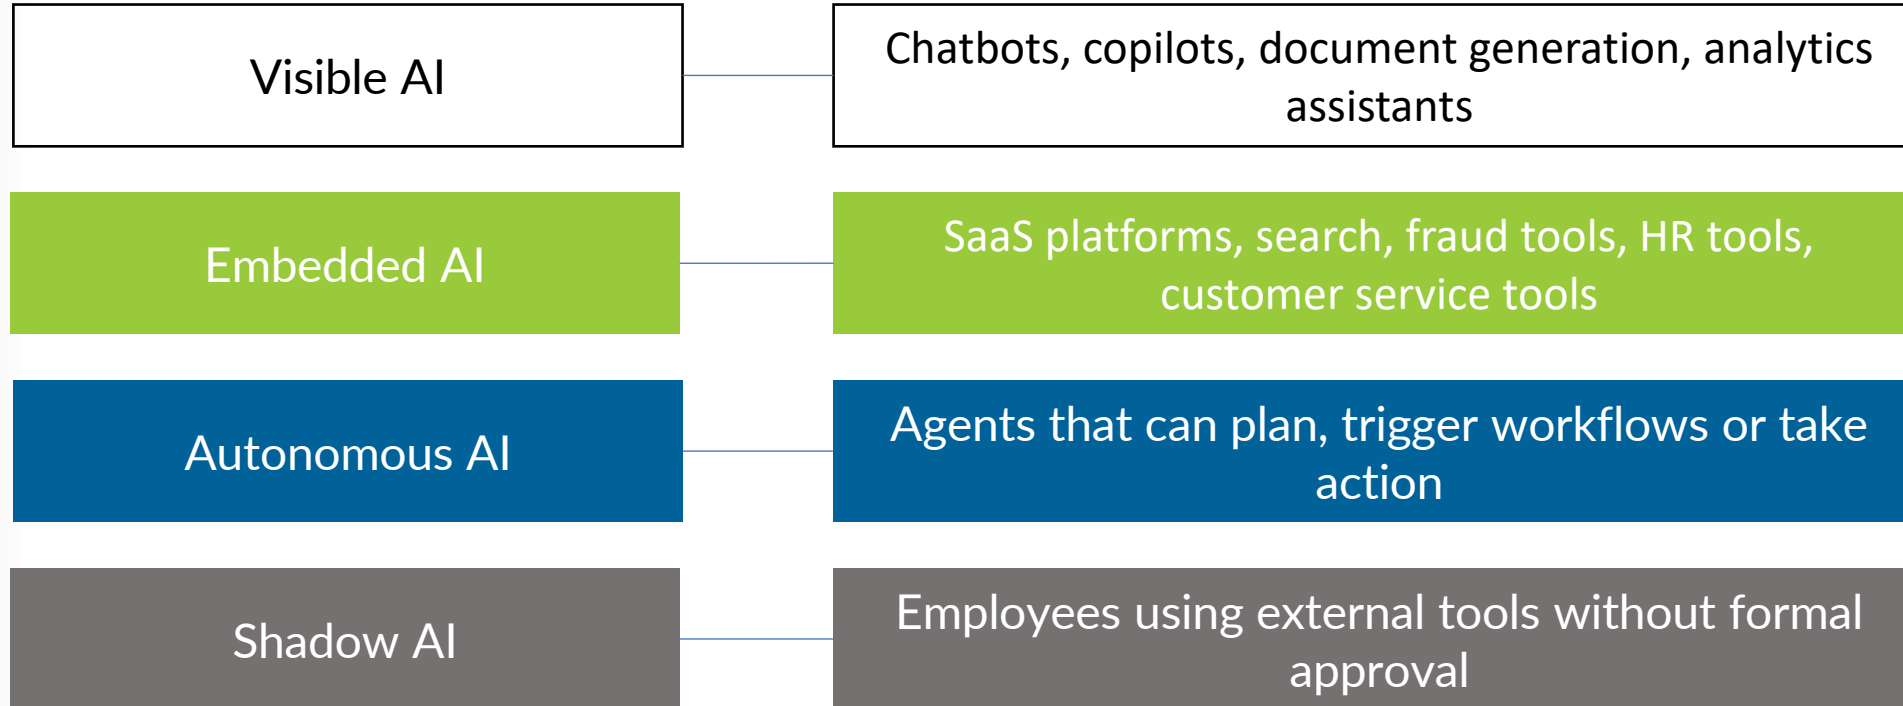 Visible AI
Chatbots, copilots, document generation, analytics
assistants
Embedded AI
SaaS platforms, search, fraud tools, HR tools,
customer service tools
Autonomous AI
Agents that can plan, trigger workflows or take
action
Shadow AI
Employees using external tools without formal
approval